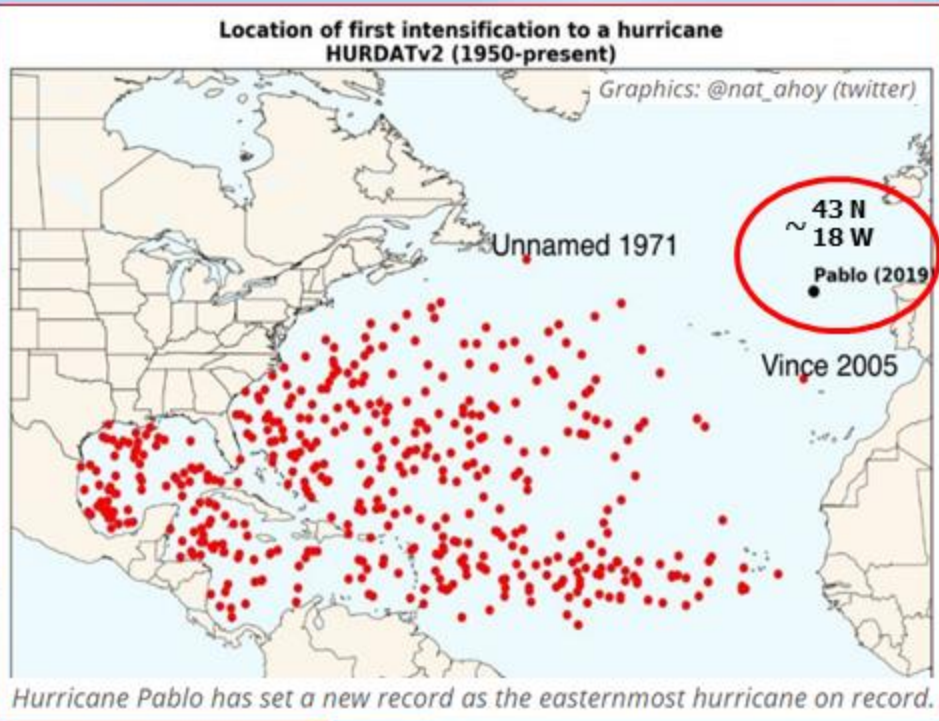 Location of first intensification to a hurricane
HURDATv2 (1950-present)
Graphics: @nat_ahoy (twitter)
43 N
~
18 W
Unnamed 1971
Pablo (2019)
Vince 2005
Hurricane Pablo has set a new record as the easternmost hurricane on record.